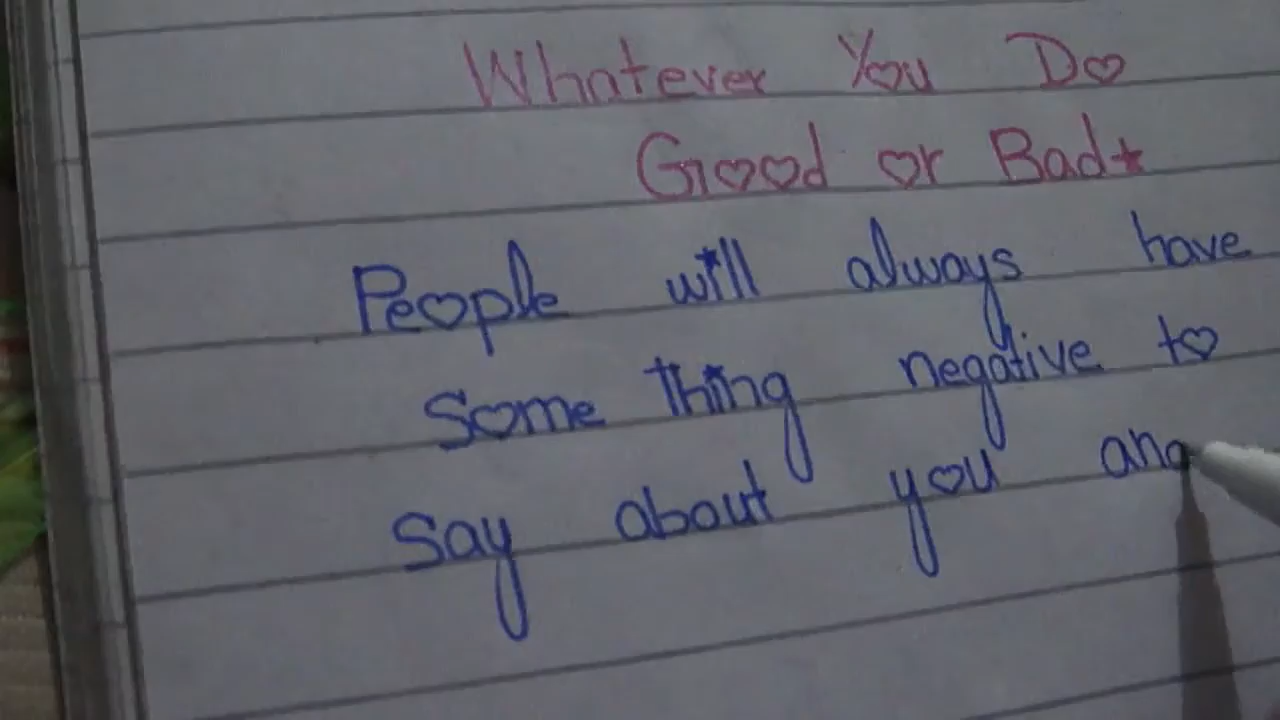 Whatever You Do
Good or Bad★
People will always have
some thing negative to
say about you